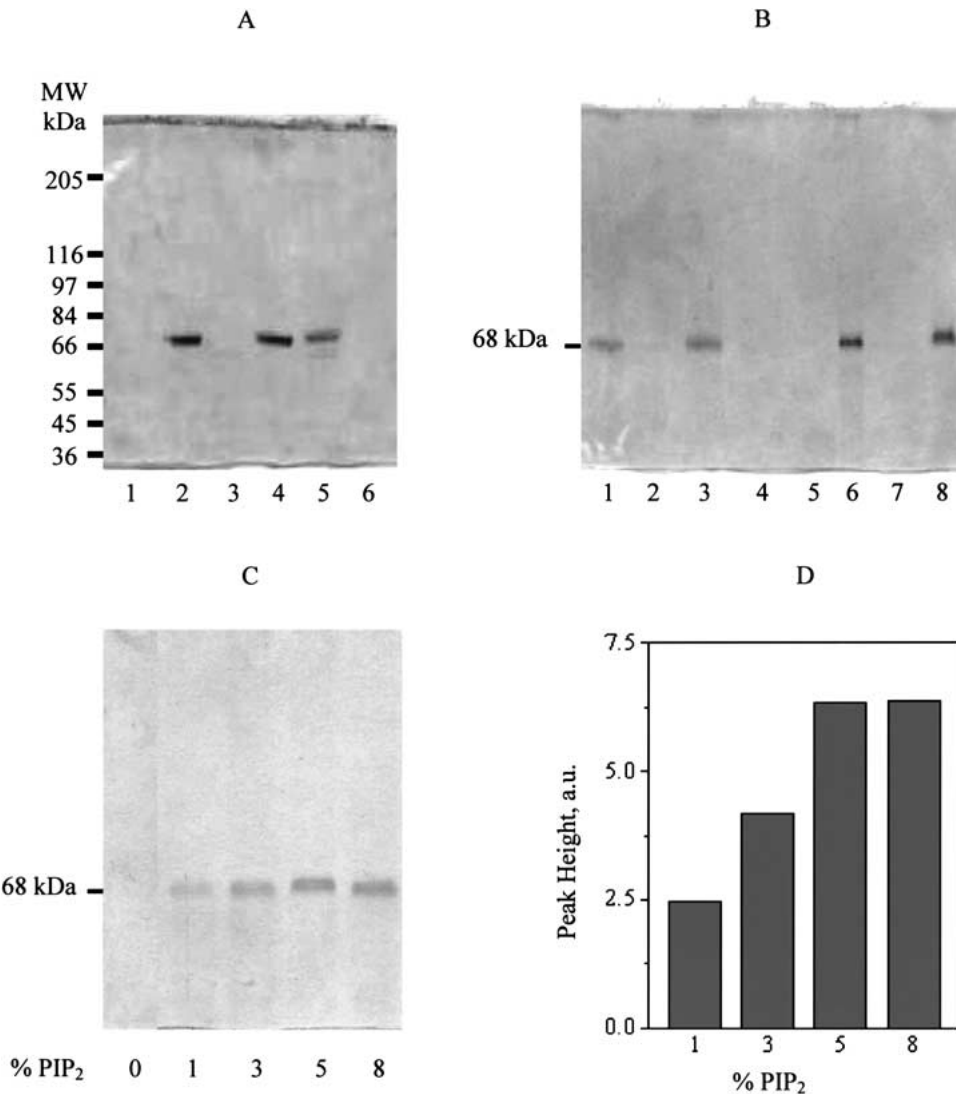 A
B
MW
kDa
205
116
97
84
66
55
45
36
1 2 3 4 5 6
68 kDa
1 2 3 4 5 6 7 8
C
D
68 kDa
% PIP₂ 0 1 3 5 8
Peak Height, a.u.
7.5
5.0
2.5
0.0
1 3 5 8
% PIP₂